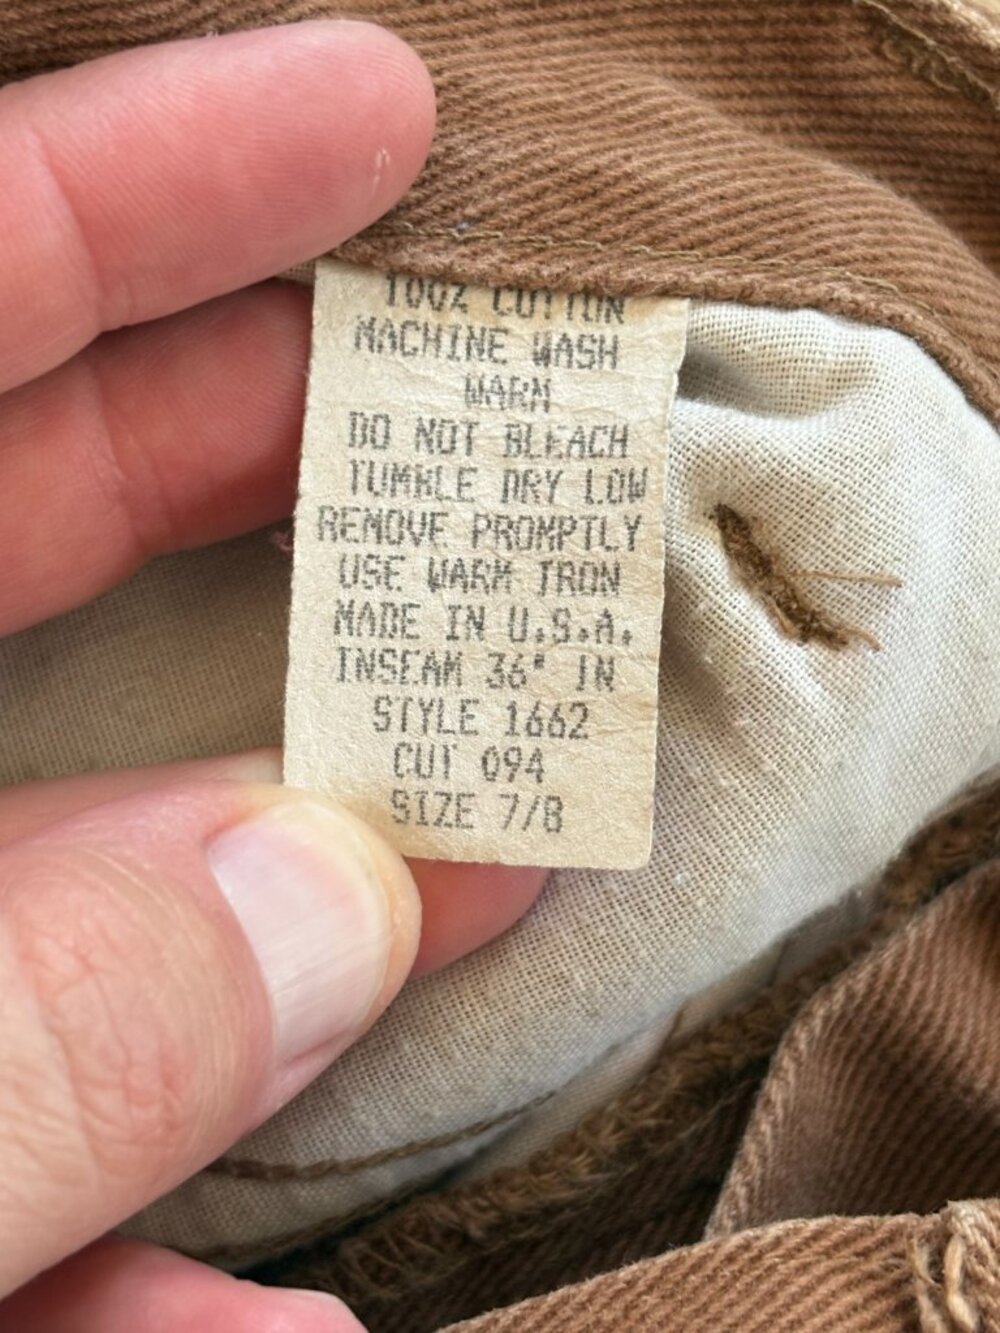 100% COTTON
MACHINE WASH
WARM
DO NOT BLEACH
TUMBLE DRY LOW
REMOVE PROMPTLY
USE WARM IRON
MADE IN U.S.A.
INSEAM 36" IN
STYLE 1662
CUT 094
SIZE 7/8